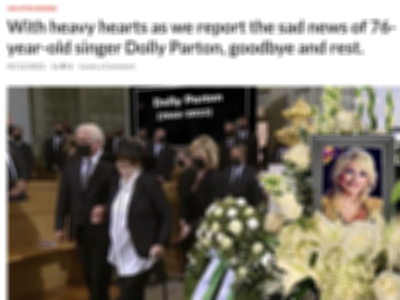 With heavy hearts as we report the sad news of 76-
year-old singer Dolly Parton, goodbye and rest.
Dolly Parton